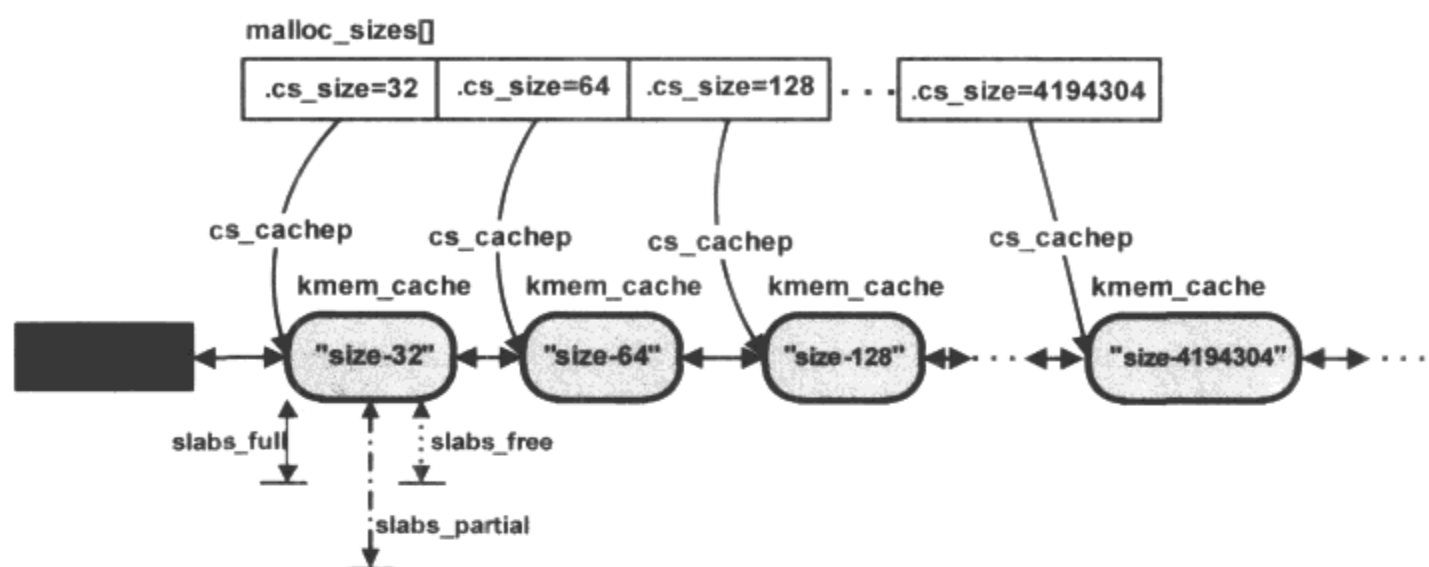 malloc_sizes[]
.cs_size=32 .cs_size=64 .cs_size=128 . . . .cs_size=4194304
cs_cachep cs_cachep cs_cachep cs_cachep
kmem_cache kmem_cache kmem_cache kmem_cache
"size-32" "size-64" "size-128" . . . "size-4194304" . . .
slabs_full slabs_free
slabs_partial